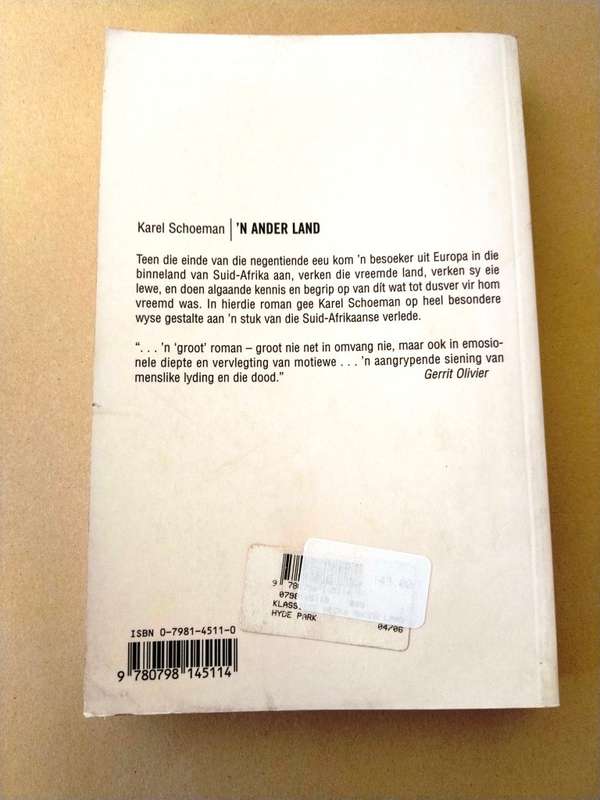 Karel Schoeman | 'N ANDER LAND
Teen die einde van die negentiende eeu kom 'n besoeker uit Europa in die
binneland van Suid-Afrika aan, verken die vreemde land, verken sy eie
lewe, en doen algaande kennis en begrip op van dít wat tot dusver vir hom
vreemd was. In hierdie roman gee Karel Schoeman op heel besondere
wyse gestalte aan 'n stuk van die Suid-Afrikaanse verlede.
“. . . 'n ‘groot’ roman – groot nie net in omvang nie, maar ook in emosio-
nele diepte en vervlegting van motiewe . . . 'n aangrypende siening van
menslike lyding en die dood.” Gerrit Olivier
9 780
KLASS.
HYDE PARK 04/06
ISBN 0-7981-4511-0
9 780798 145114